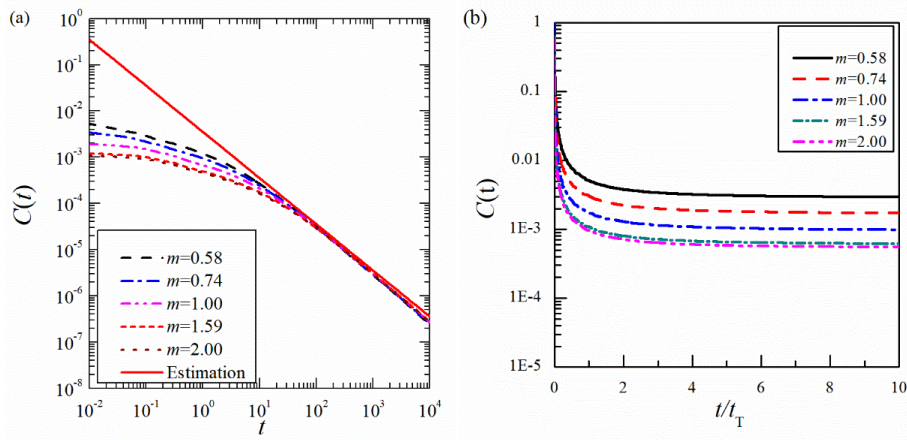 (a)
10^0
10^-1
10^-2
10^-3
10^-4
10^-5
10^-6
10^-7
10^-8
C(t)
m=0.58
m=0.74
m=1.00
m=1.59
m=2.00
Estimation
10^-2 10^-1 10^0 10^1 10^2 10^3 10^4
t
(b)
1
0.1
0.01
1E-3
1E-4
1E-5
C(t)
m=0.58
m=0.74
m=1.00
m=1.59
m=2.00
0 2 4 6 8 10
t/t_T